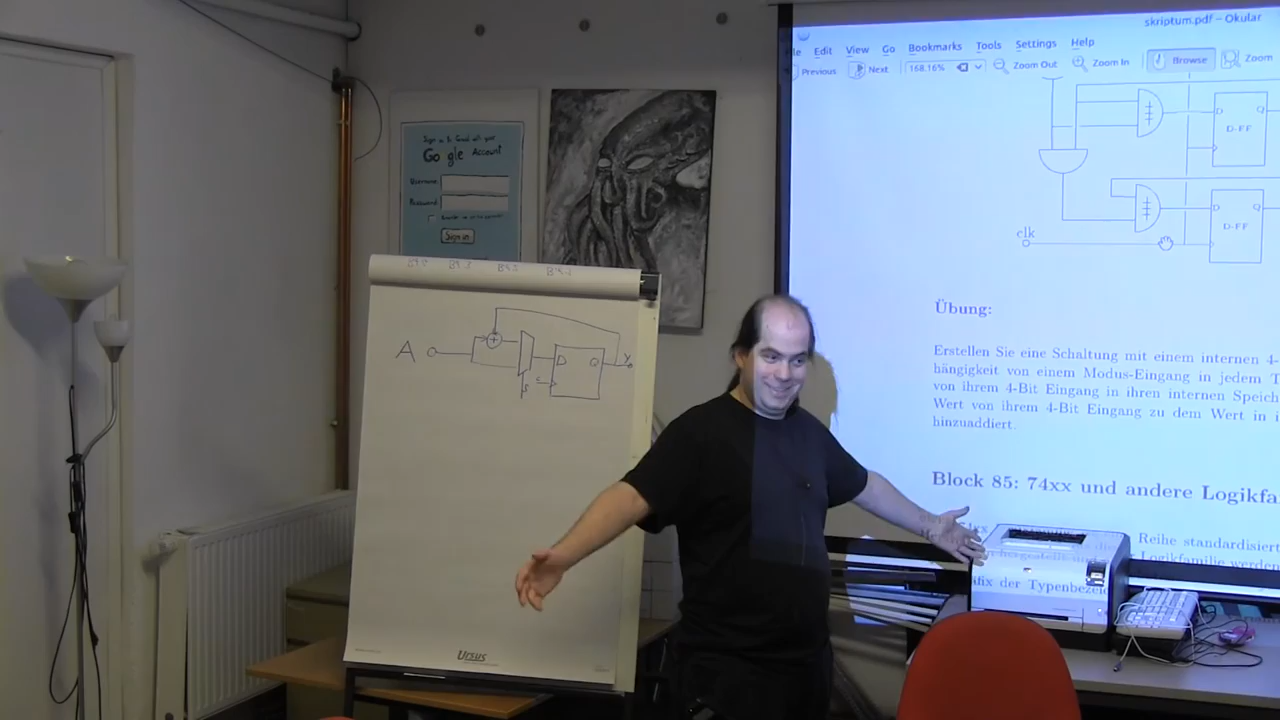 skriptum.pdf – Okular
Edit View Go Bookmarks Tools Settings Help
Previous Next 168.16% Zoom Out Zoom In Browse Zoom
D Q
D-FF
D Q
D-FF
clk
Übung:
Erstellen Sie eine Schaltung mit einem internen 4-
hängigkeit von einem Modus-Eingang in jedem T
von ihrem 4-Bit Eingang in ihren internen Speich
Wert von ihrem 4-Bit Eingang zu dem Wert in i
hinzuaddiert.
Block 85: 74xx und andere Logikfa
Reihe standardisiert
Logikfamilie werden
der Typenbezei
Sign in to Google with your
Google Account
Username
Password
Sign in
A + D Q Y
Ursus